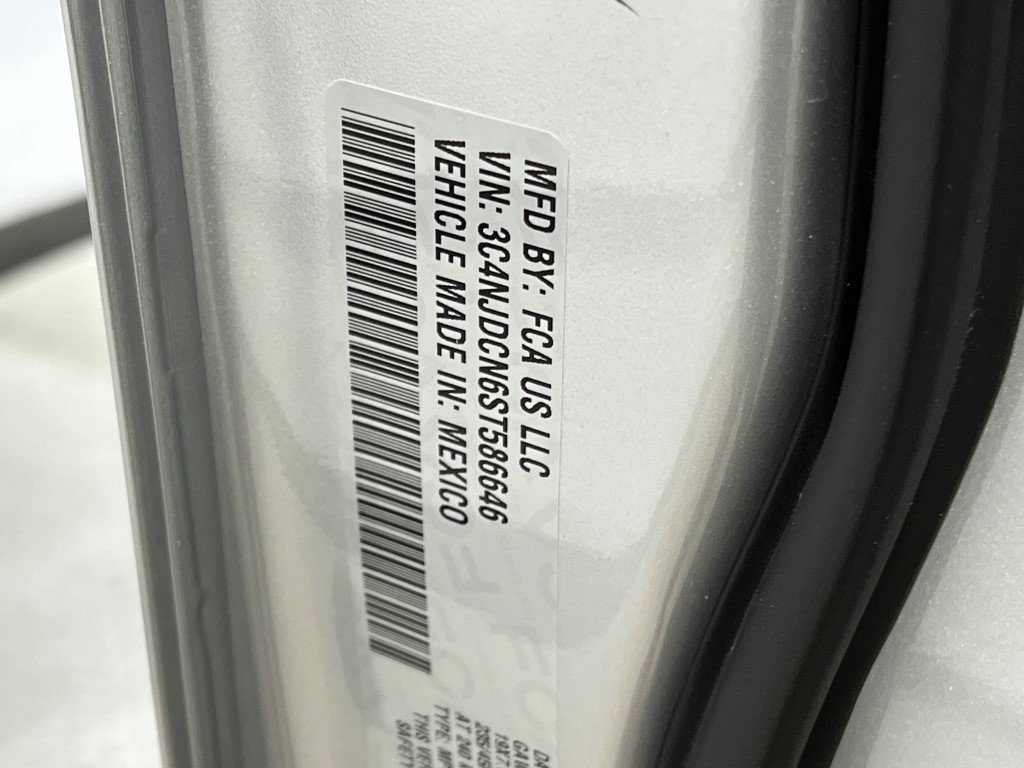 MFD BY: FCA US LLC
VIN: 3C4NJDCN6ST586646
VEHICLE MADE IN: MEXICO